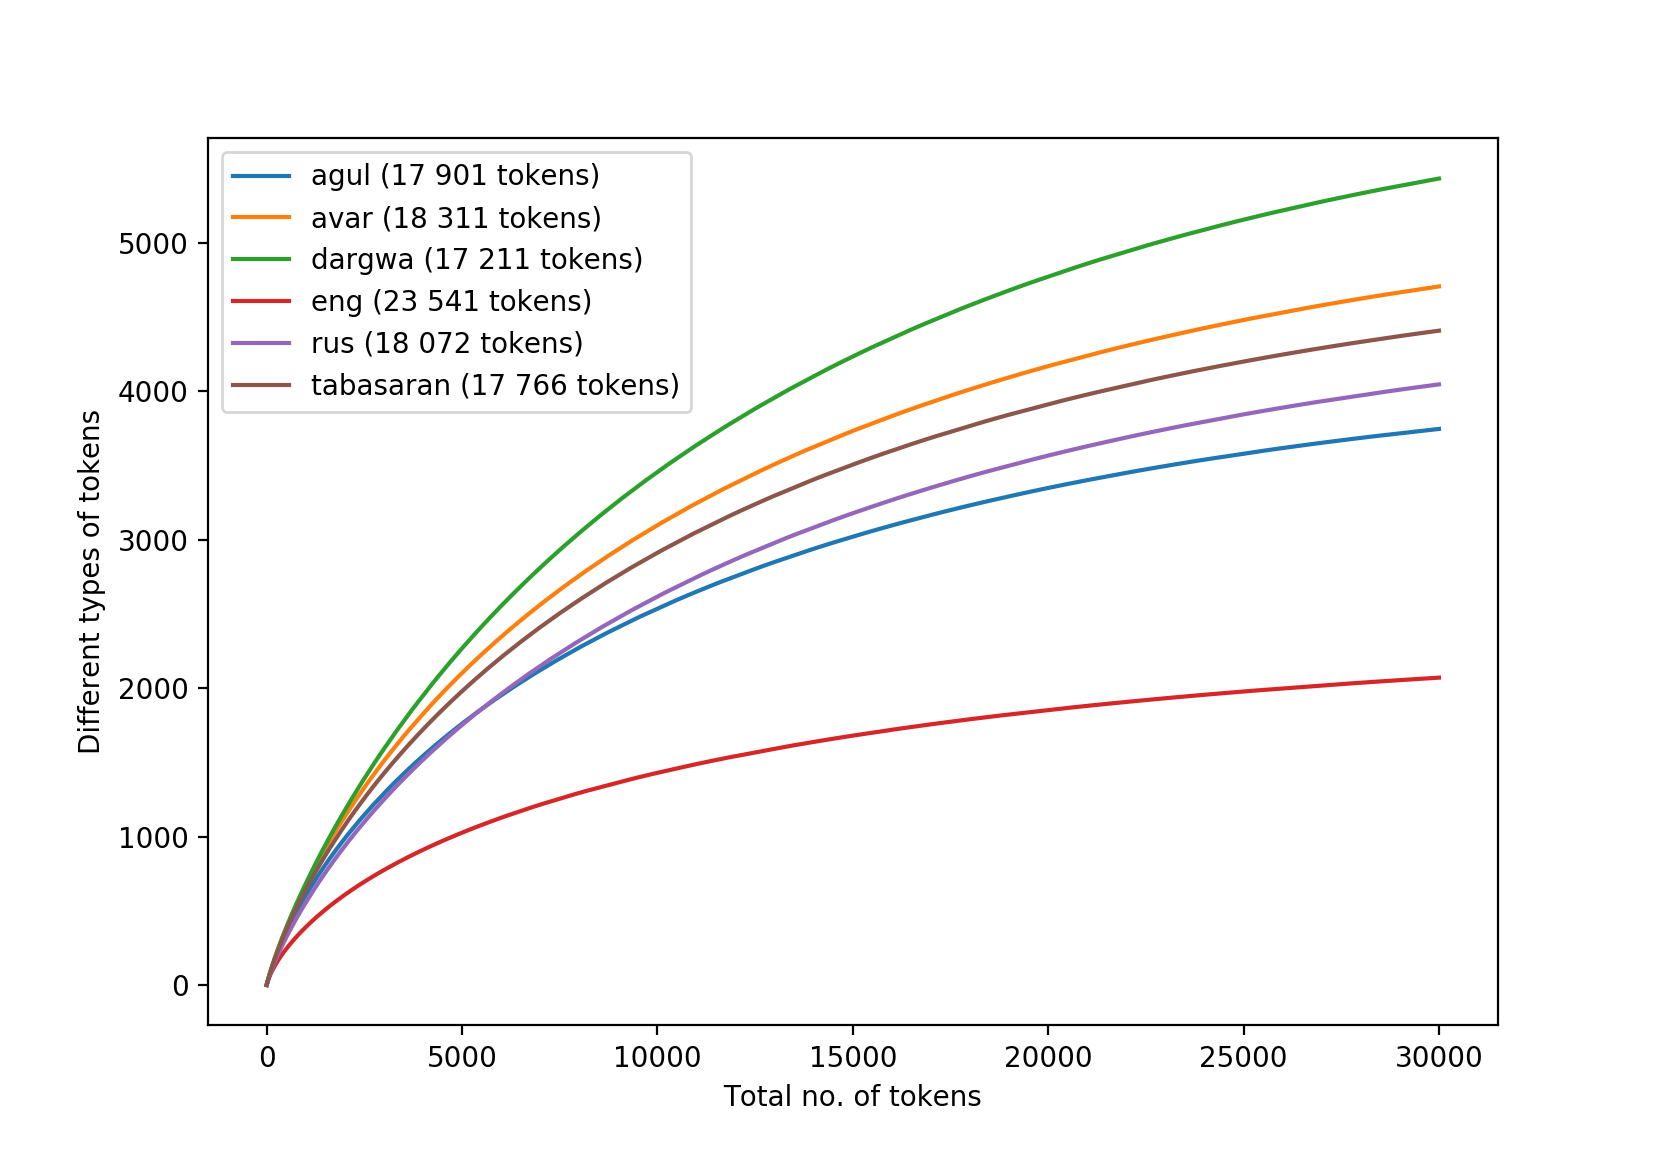 agul (17 901 tokens)
avar (18 311 tokens)
dargwa (17 211 tokens)
eng (23 541 tokens)
rus (18 072 tokens)
tabasaran (17 766 tokens)
Different types of tokens
5000
4000
3000
2000
1000
0
0 5000 10000 15000 20000 25000 30000
Total no. of tokens